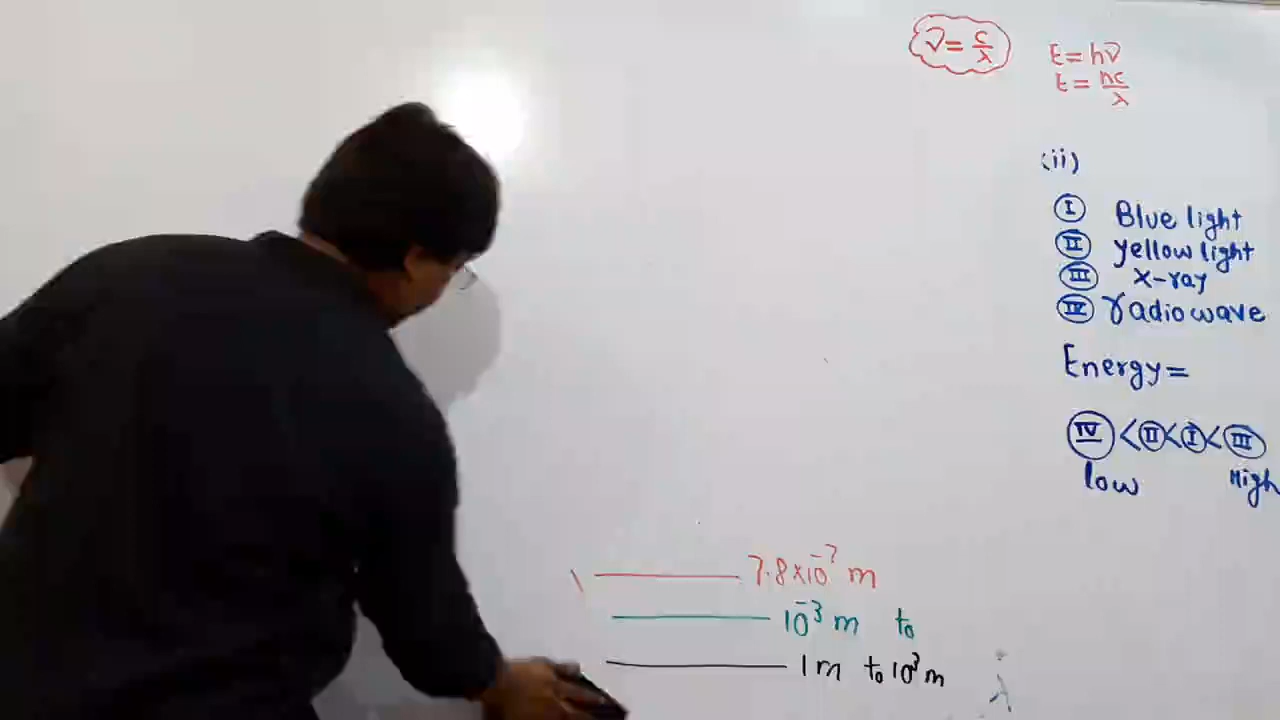 ν = c/λ
E = hν
E = hc/λ
(ii)
I Blue light
II yellow light
III x-ray
IV radiowave
Energy =
IV < II < I < III
low High
7.8×10⁻⁷ m
10⁻³ m to
1 m to 10³ m
λ